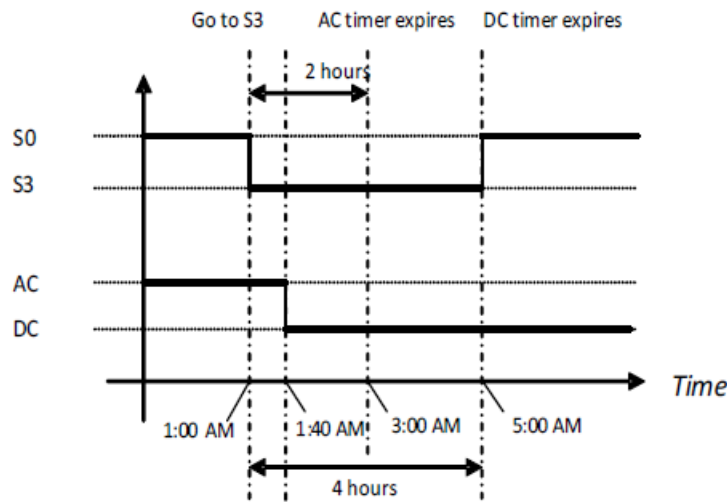 Go to S3 AC timer expires DC timer expires
2 hours
S0
S3
AC
DC
Time
1:00 AM 1:40 AM 3:00 AM 5:00 AM
4 hours